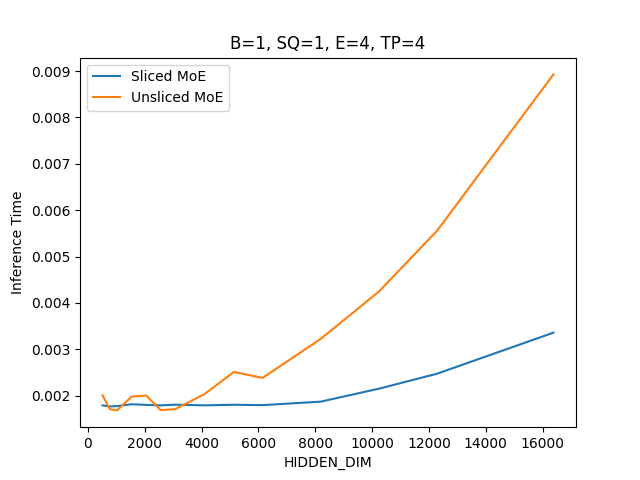 B=1, SQ=1, E=4, TP=4
Sliced MoE
Unsliced MoE
Inference Time
0.009
0.008
0.007
0.006
0.005
0.004
0.003
0.002
0 2000 4000 6000 8000 10000 12000 14000 16000
HIDDEN_DIM